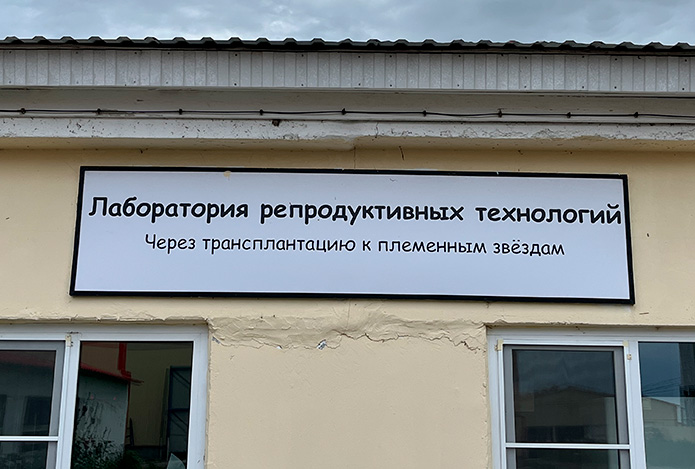 Лаборатория репродуктивных технологий
Через трансплантацию к племенным звёздам